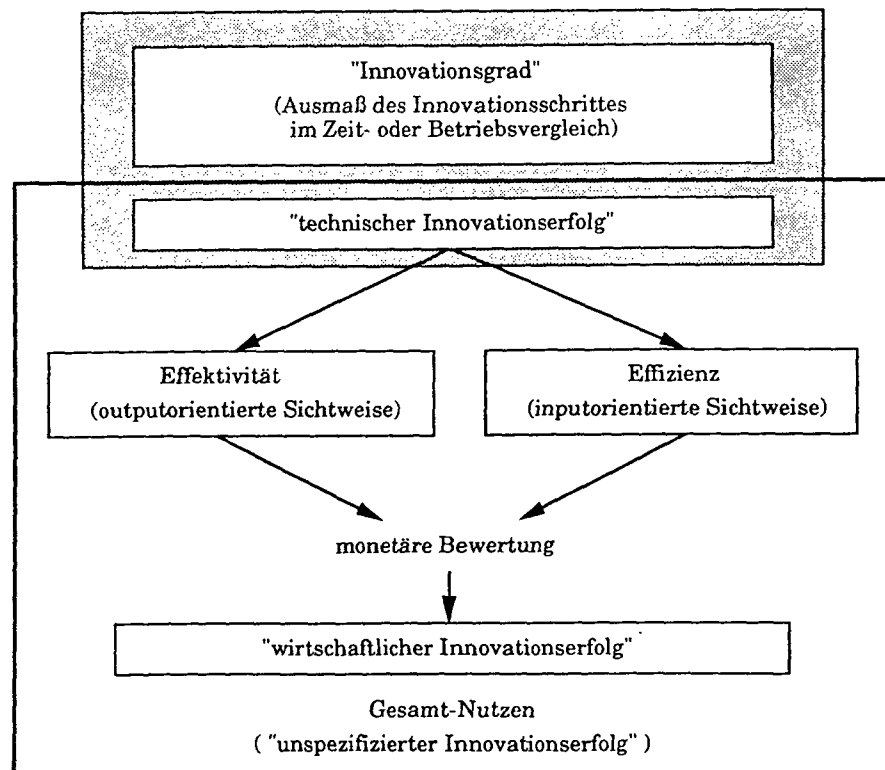 "Innovationsgrad"
(Ausmaß des Innovationsschrittes
im Zeit- oder Betriebsvergleich)
"technischer Innovationserfolg"
Effektivität
(outputorientierte Sichtweise)
Effizienz
(inputorientierte Sichtweise)
monetäre Bewertung
"wirtschaftlicher Innovationserfolg"
Gesamt-Nutzen
( "unspezifizierter Innovationserfolg" )